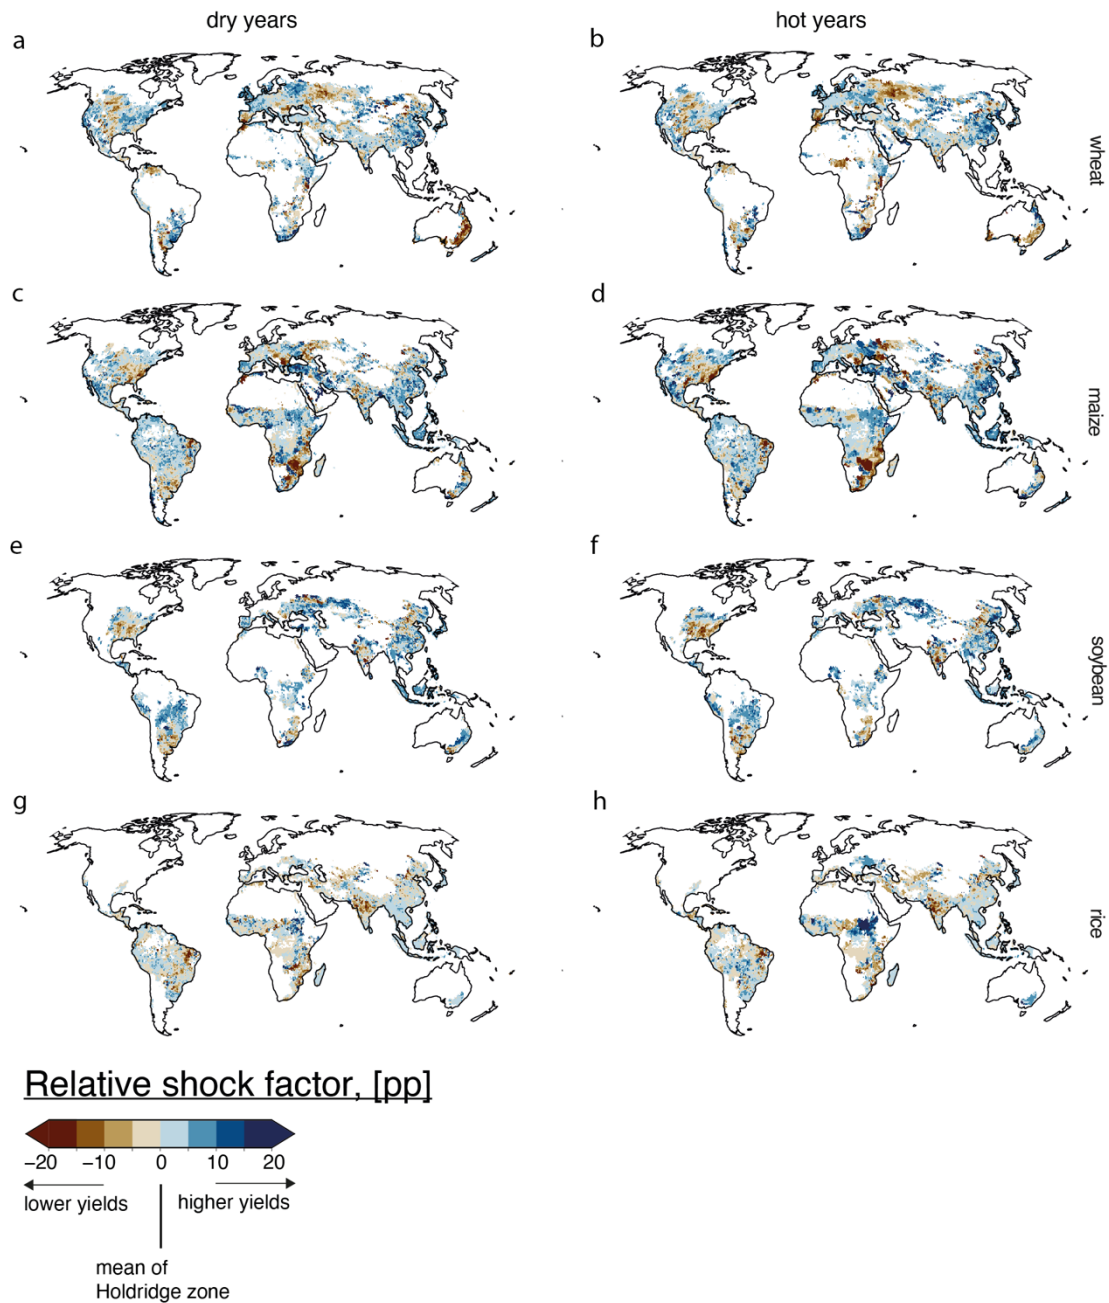 dry years
hot years
a
b
wheat
c
d
maize
e
f
soybean
g
h
rice
Relative shock factor, [pp]
−20 −10 0 10 20
lower yields higher yields
mean of
Holdridge zone